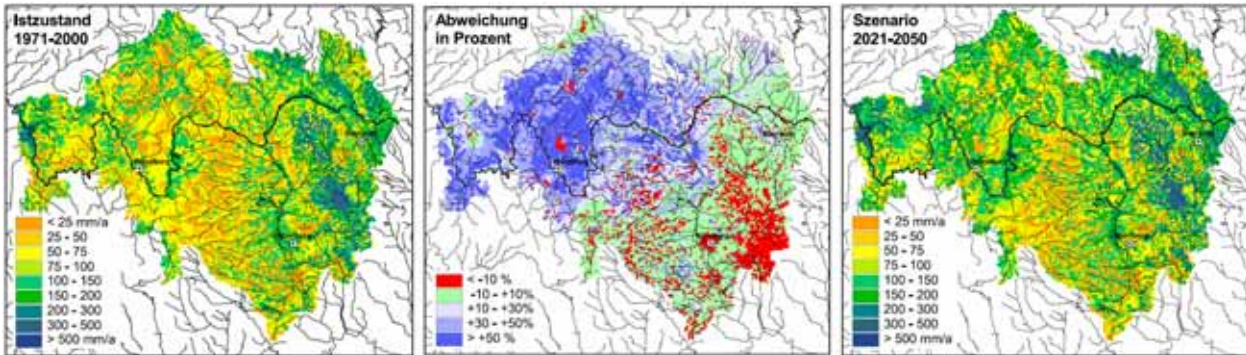 Istzustand
1971-2000
< 25 mm/a
25 - 50
50 - 75
75 - 100
100 - 150
150 - 200
200 - 300
300 - 500
> 500 mm/a
Abweichung
in Prozent
< -10 %
-10 - +10%
+10 - +30%
+30 - +50%
> +50 %
Szenario
2021-2050
< 25 mm/a
25 - 50
50 - 75
75 - 100
100 - 150
150 - 200
200 - 300
300 - 500
> 500 mm/a